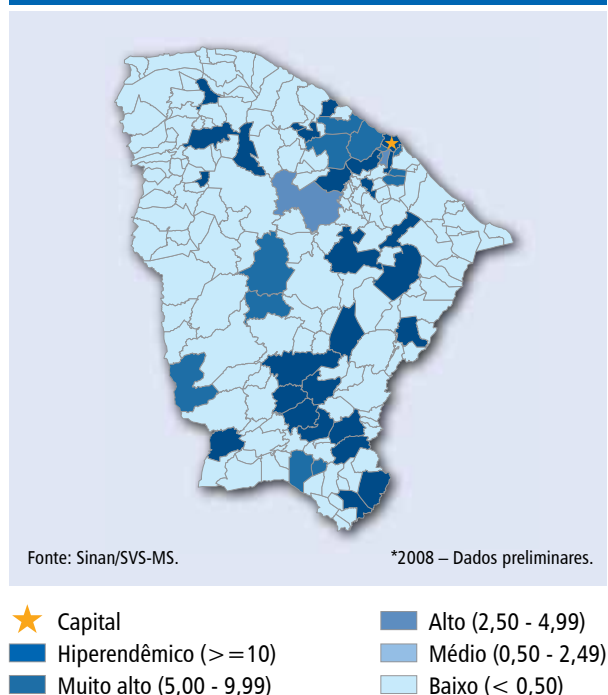 Fonte: Sinan/SVS-MS.
*2008 – Dados preliminares.
Capital
Hiperendêmico (>=10)
Muito alto (5,00 - 9,99)
Alto (2,50 - 4,99)
Médio (0,50 - 2,49)
Baixo (< 0,50)